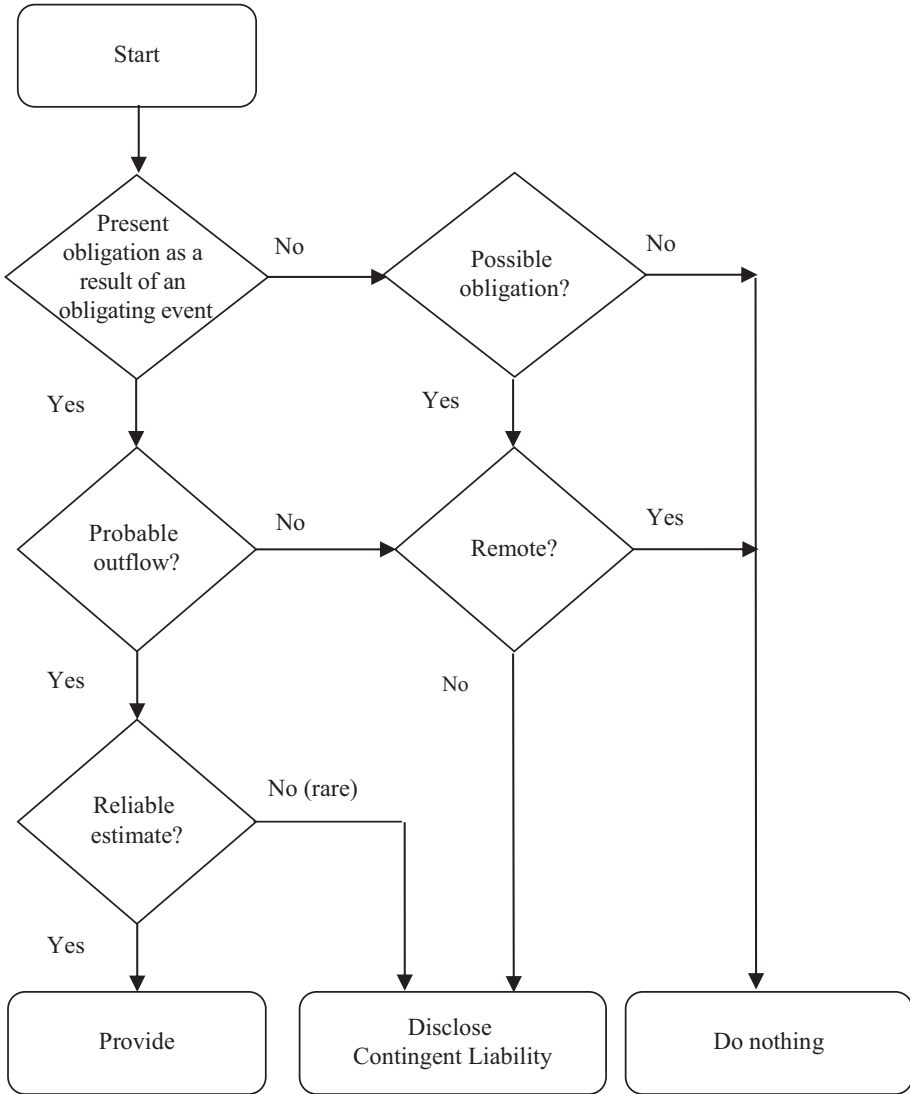 Start
Present
obligation as a
result of an
obligating event
No
Possible
obligation?
No
Yes
Yes
Probable
outflow?
No
Remote?
Yes
Yes
No
Reliable
estimate?
No (rare)
Yes
Provide
Disclose
Contingent Liability
Do nothing